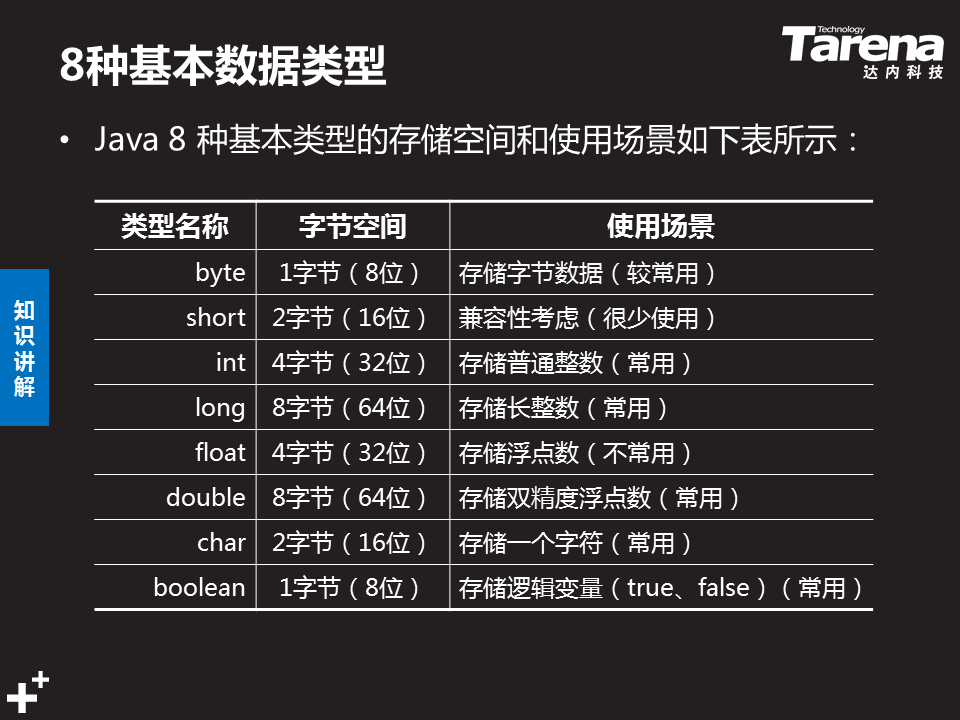 8种基本数据类型
Technology
Tarena
达内科技
• Java 8 种基本类型的存储空间和使用场景如下表所示：
类型名称 字节空间 使用场景
byte 1字节（8位） 存储字节数据（较常用）
short 2字节（16位） 兼容性考虑（很少使用）
int 4字节（32位） 存储普通整数（常用）
long 8字节（64位） 存储长整数（常用）
float 4字节（32位） 存储浮点数（不常用）
double 8字节（64位） 存储双精度浮点数（常用）
char 2字节（16位） 存储一个字符（常用）
boolean 1字节（8位） 存储逻辑变量（true、false）（常用）
知
识
讲
解